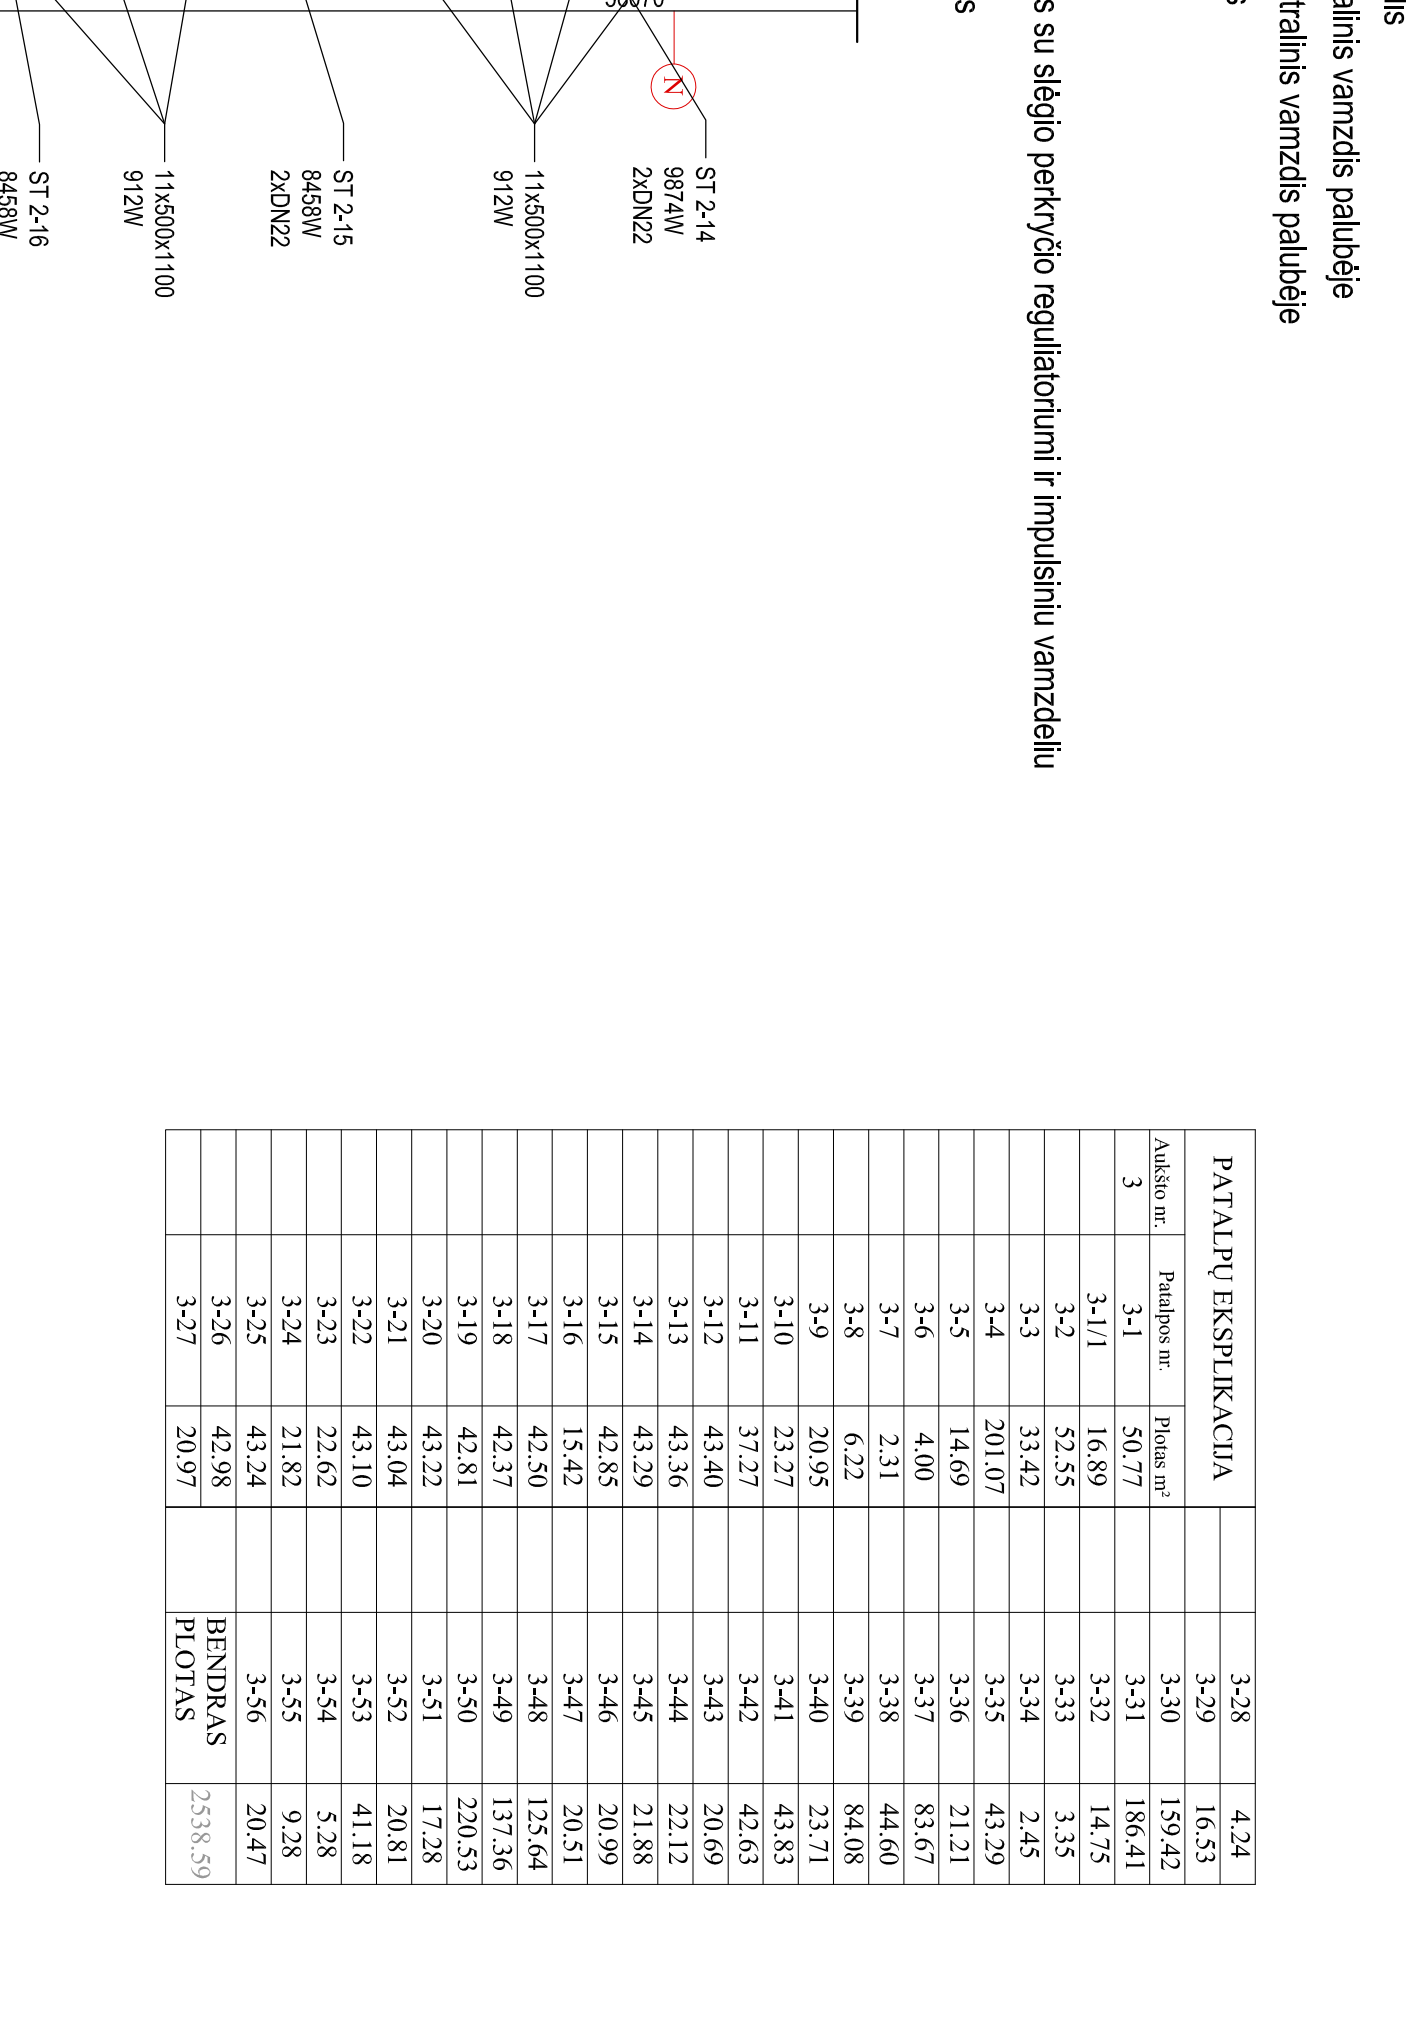 alinis vamzdis palubėje
tralinis vamzdis palubėje
s su slėgio perkryčio reguliatoriumi ir impulsiniu vamzdeliu
N
ST 2-14
9874W
2xDN22
11x500x1100
912W
ST 2-15
8458W
2xDN22
11x500x1100
912W
ST 2-16
8458W
PATALPŲ EKSPLIKACIJA
Aukšto nr. Patalpos nr. Plotas m²
3 3-1 50.77
3-1/1 16.89
3-2 52.55
3-3 33.42
3-4 201.07
3-5 14.69
3-6 4.00
3-7 2.31
3-8 6.22
3-9 20.95
3-10 23.27
3-11 37.27
3-12 43.40
3-13 43.36
3-14 43.29
3-15 42.85
3-16 15.42
3-17 42.50
3-18 42.37
3-19 42.81
3-20 43.22
3-21 43.04
3-22 43.10
3-23 22.62
3-24 21.82
3-25 43.24
3-26 42.98
3-27 20.97
3-28 4.24
3-29 16.53
3-30 159.42
3-31 186.41
3-32 14.75
3-33 3.35
3-34 2.45
3-35 43.29
3-36 21.21
3-37 83.67
3-38 44.60
3-39 84.08
3-40 23.71
3-41 43.83
3-42 42.63
3-43 20.69
3-44 22.12
3-45 21.88
3-46 20.99
3-47 20.51
3-48 125.64
3-49 137.36
3-50 220.53
3-51 17.28
3-52 20.81
3-53 41.18
3-54 5.28
3-55 9.28
3-56 20.47
BENDRAS
PLOTAS 2538.59